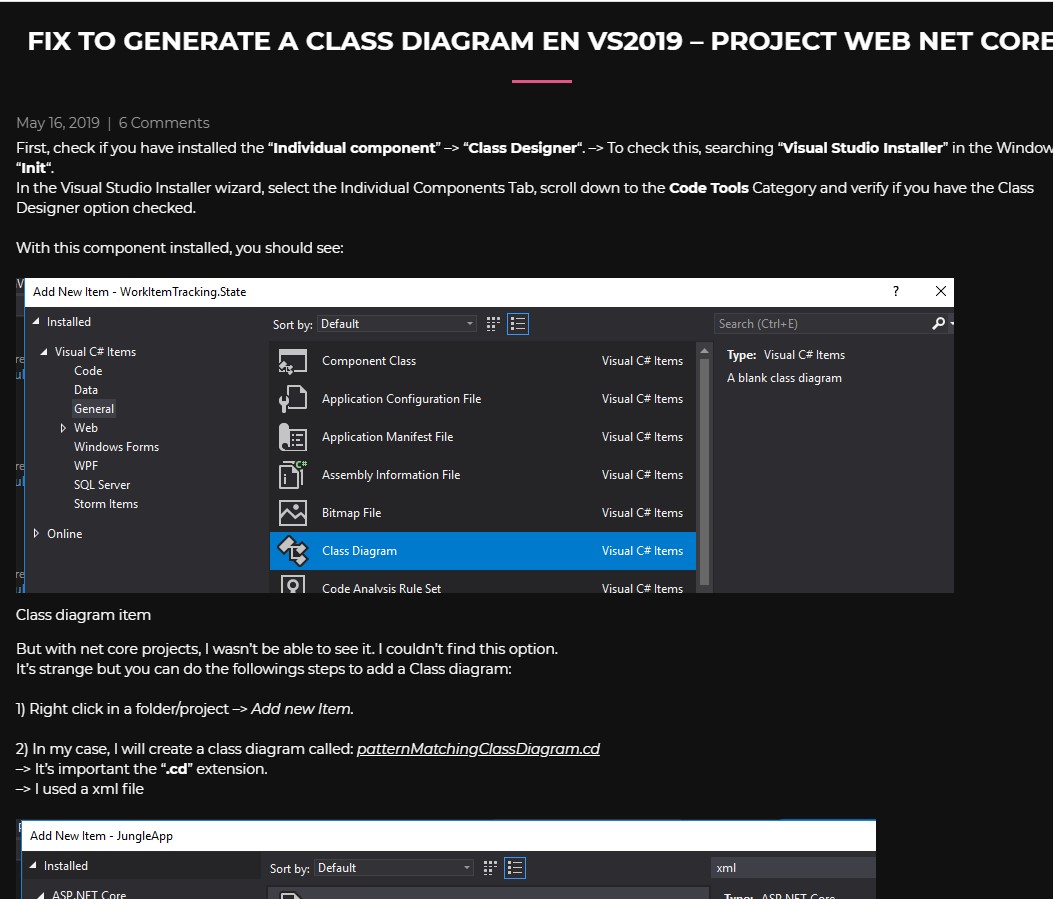 FIX TO GENERATE A CLASS DIAGRAM EN VS2019 – PROJECT WEB NET CORE
May 16, 2019 | 6 Comments
First, check if you have installed the “Individual component” –> “Class Designer“. –> To check this, searching “Visual Studio Installer” in the Window
“Init“.
In the Visual Studio Installer wizard, select the Individual Components Tab, scroll down to the Code Tools Category and verify if you have the Class
Designer option checked.
With this component installed, you should see:
Add New Item - WorkItemTracking.State
?
Installed
Sort by: Default
Search (Ctrl+E)
Visual C# Items
Code
Data
General
Web
Windows Forms
WPF
SQL Server
Storm Items
Online
Component Class Visual C# Items
Application Configuration File Visual C# Items
Application Manifest File Visual C# Items
Assembly Information File Visual C# Items
Bitmap File Visual C# Items
Class Diagram Visual C# Items
Code Analysis Rule Set Visual C# Items
Type: Visual C# Items
A blank class diagram
Class diagram item
But with net core projects, I wasn’t be able to see it. I couldn’t find this option.
It’s strange but you can do the followings steps to add a Class diagram:
1) Right click in a folder/project –> Add new Item.
2) In my case, I will create a class diagram called: patternMatchingClassDiagram.cd
–> It’s important the “.cd” extension.
–> I used a xml file
Add New Item - JungleApp
Installed
Sort by: Default
xml
ASP.NET Core
Type: ASP.NET Core